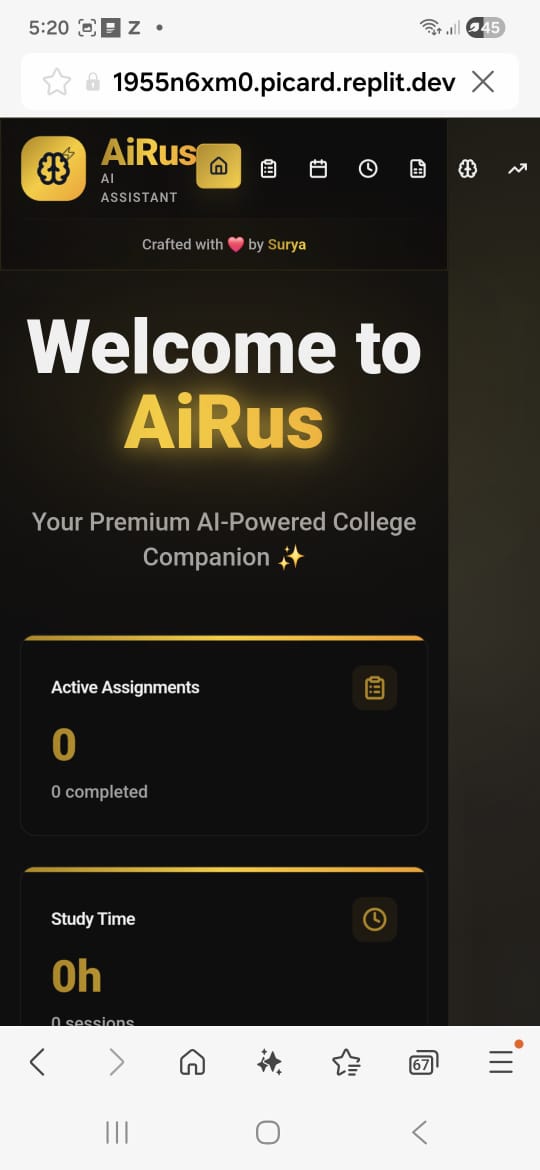 5:20
Z
45
1955n6xm0.picard.replit.dev
AiRus
AI
ASSISTANT
Crafted with ❤️ by Surya
Welcome to
AiRus
Your Premium AI-Powered College
Companion ✨
Active Assignments
0
0 completed
Study Time
0h
0 sessions
67